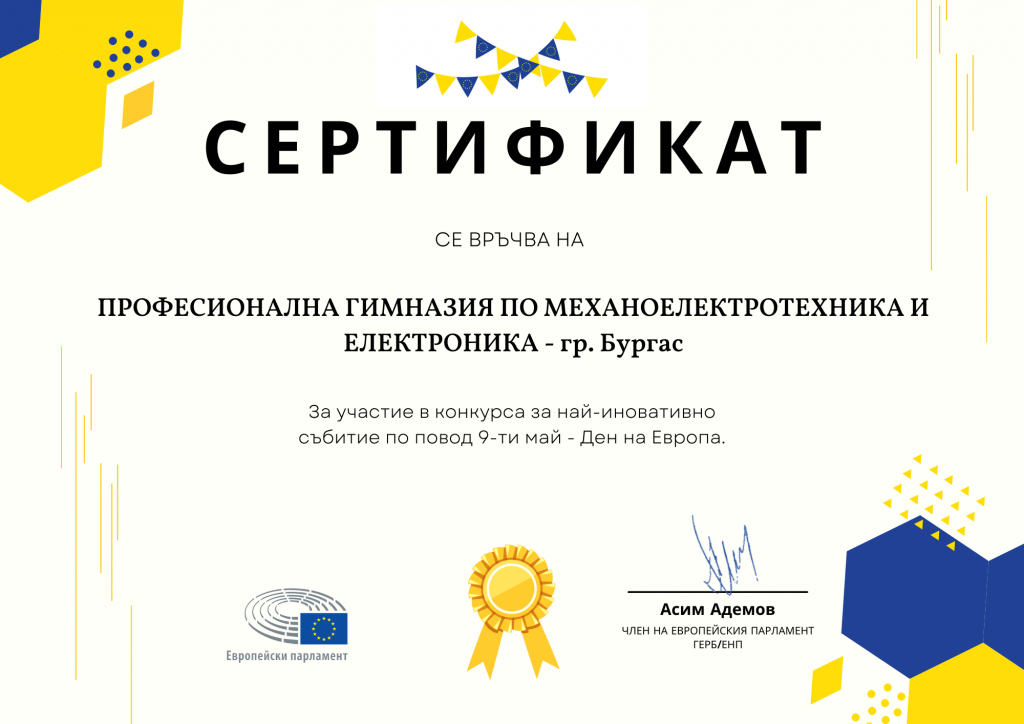 СЕРТИФИКАТ
СЕ ВРЪЧВА НА
ПРОФЕСИОНАЛНА ГИМНАЗИЯ ПО МЕХАНОЕЛЕКТРОТЕХНИКА И
ЕЛЕКТРОНИКА - гр. Бургас
За участие в конкурса за най-иновативно
събитие по повод 9-ти май - Ден на Европа.
Европейски парламент
Асим Адемов
ЧЛЕН НА ЕВРОПЕЙСКИЯ ПАРЛАМЕНТ
ГЕРБ/ЕНП